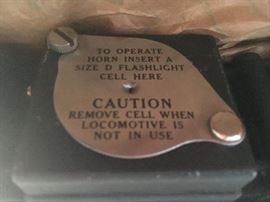 TO OPERATE
HORN INSERT A
SIZE D FLASHLIGHT
CELL HERE
CAUTION
REMOVE CELL WHEN
LOCOMOTIVE IS
NOT IN USE